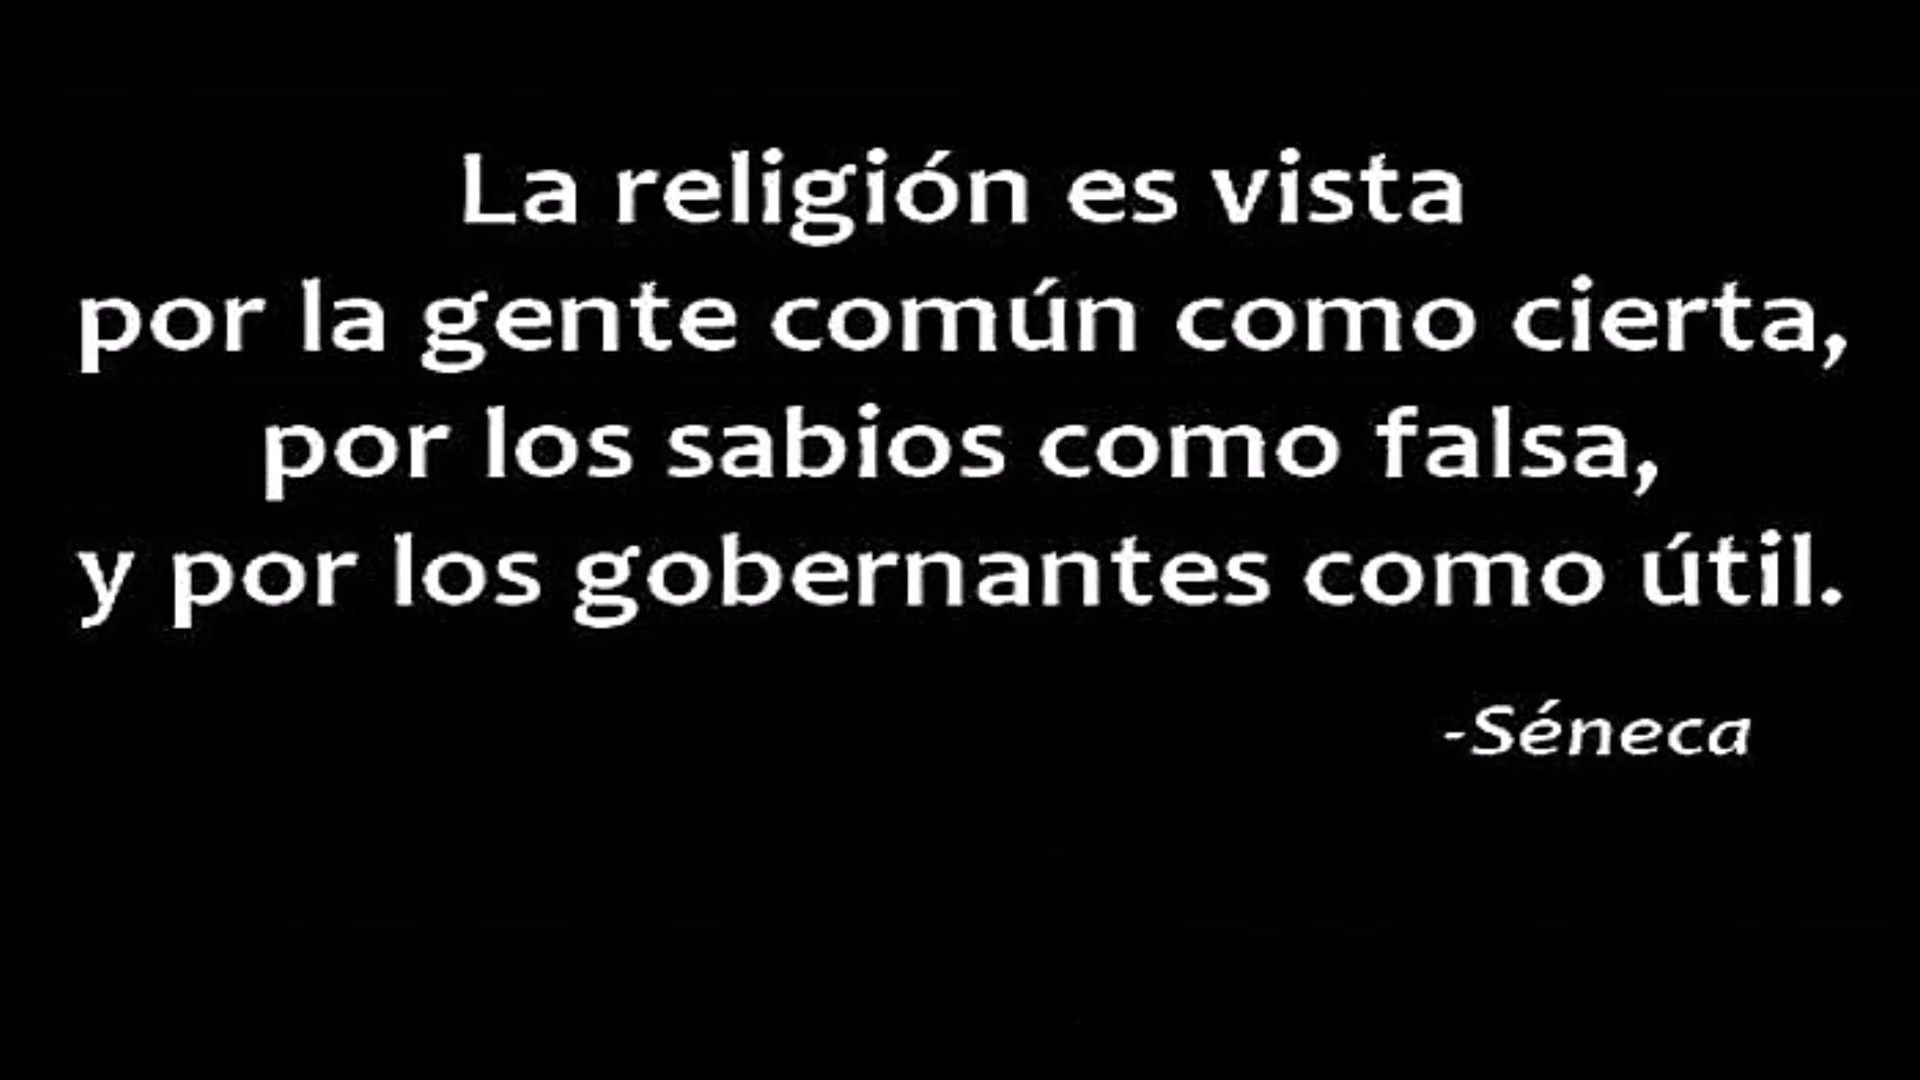 La religión es vista
por la gente común como cierta,
por los sabios como falsa,
y por los gobernantes como útil.
-Séneca